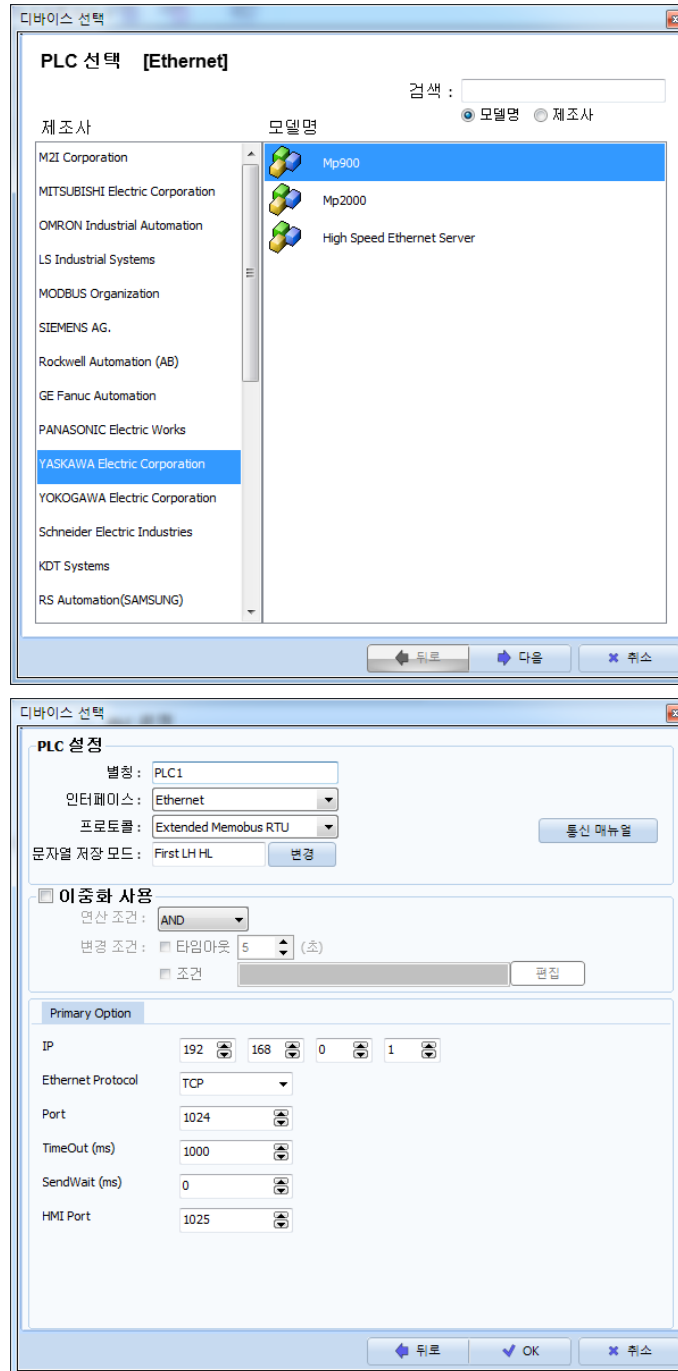 디바이스 선택
PLC 선택 [Ethernet]
검색 :
모델명 제조사
제조사
모델명
M2I Corporation
MITSUBISHI Electric Corporation
OMRON Industrial Automation
LS Industrial Systems
MODBUS Organization
SIEMENS AG.
Rockwell Automation (AB)
GE Fanuc Automation
PANASONIC Electric Works
YASKAWA Electric Corporation
YOKOGAWA Electric Corporation
Schneider Electric Industries
KDT Systems
RS Automation(SAMSUNG)
Mp900
Mp2000
High Speed Ethernet Server
뒤로 다음 취소
디바이스 선택
PLC 설정
별칭 : PLC1
인터페이스 : Ethernet
프로토콜 : Extended Memobus RTU 통신 매뉴얼
문자열 저장 모드 : First LH HL 변경
이중화 사용
연산 조건 : AND
변경 조건 : 타임아웃 5 (초)
조건 편집
Primary Option
IP 192 168 0 1
Ethernet Protocol TCP
Port 1024
TimeOut (ms) 1000
SendWait (ms) 0
HMI Port 1025
뒤로 OK 취소